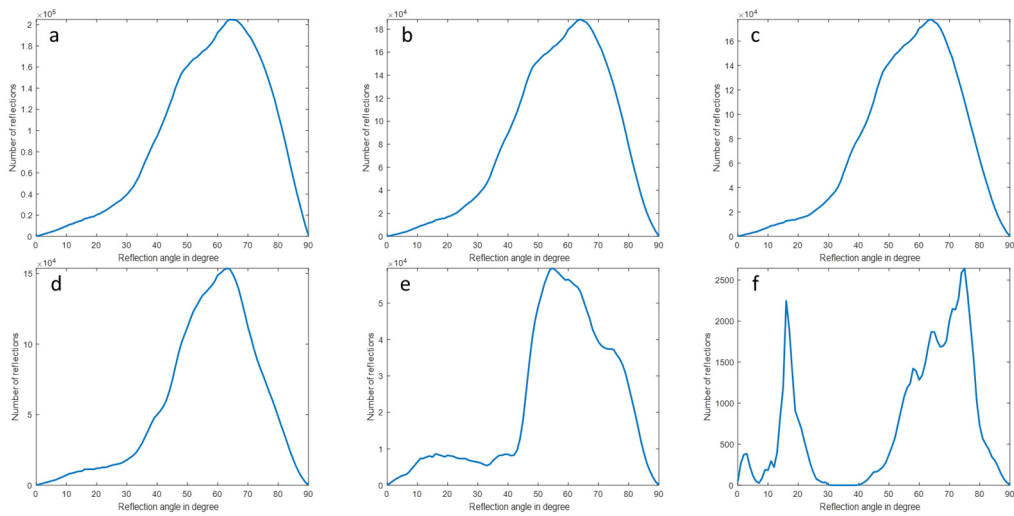 ×10⁵
2
1.8
1.6
1.4
1.2
1
0.8
0.6
0.4
0.2
0
a
Number of reflections
0 10 20 30 40 50 60 70 80 90
Reflection angle in degree
×10⁴
18
16
14
12
10
8
6
4
2
0
b
Number of reflections
0 10 20 30 40 50 60 70 80 90
Reflection angle in degree
×10⁴
16
14
12
10
8
6
4
2
0
c
Number of reflections
0 10 20 30 40 50 60 70 80 90
Reflection angle in degree
×10⁴
15
10
5
0
d
Number of reflections
0 10 20 30 40 50 60 70 80 90
Reflection angle in degree
×10⁴
5
4
3
2
1
0
e
Number of reflections
0 10 20 30 40 50 60 70 80 90
Reflection angle in degree
2500
2000
1500
1000
500
0
f
Number of reflections
0 10 20 30 40 50 60 70 80 90
Reflection angle in degree